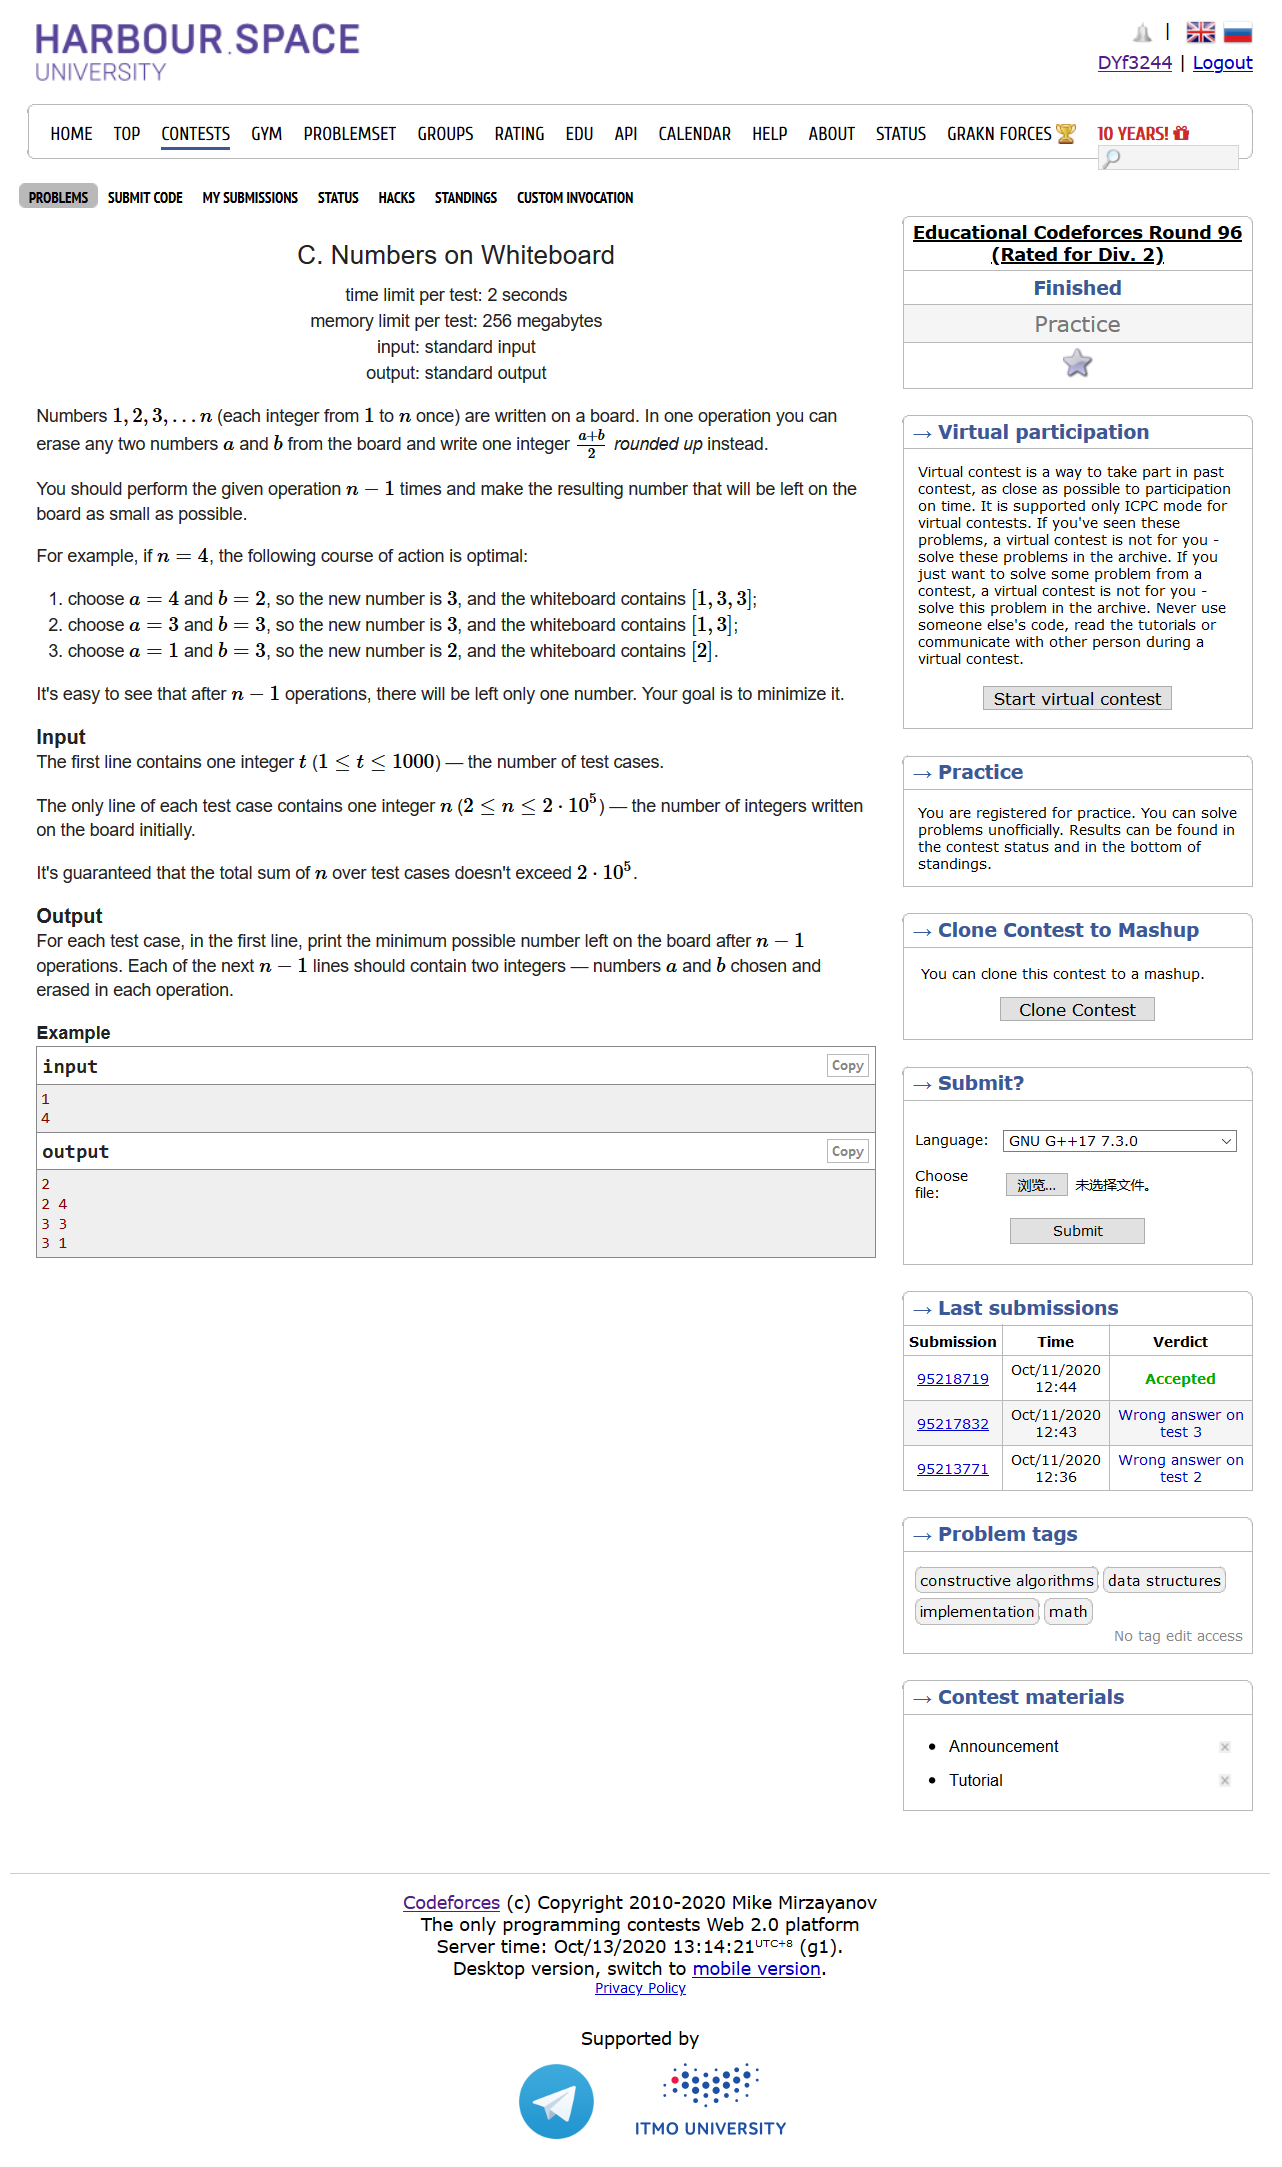 HARBOUR.SPACE
UNIVERSITY
|
DYf3244 | Logout
HOME TOP CONTESTS GYM PROBLEMSET GROUPS RATING EDU API CALENDAR HELP ABOUT STATUS GRAKN FORCES 10 YEARS!
PROBLEMS SUBMIT CODE MY SUBMISSIONS STATUS HACKS STANDINGS CUSTOM INVOCATION
C. Numbers on Whiteboard
time limit per test: 2 seconds
memory limit per test: 256 megabytes
input: standard input
output: standard output
Numbers 1, 2, 3, … n (each integer from 1 to n once) are written on a board. In one operation you can
erase any two numbers a and b from the board and write one integer (a+b)/2 rounded up instead.
You should perform the given operation n − 1 times and make the resulting number that will be left on the
board as small as possible.
For example, if n = 4, the following course of action is optimal:
1. choose a = 4 and b = 2, so the new number is 3, and the whiteboard contains [1, 3, 3];
2. choose a = 3 and b = 3, so the new number is 3, and the whiteboard contains [1, 3];
3. choose a = 1 and b = 3, so the new number is 2, and the whiteboard contains [2].
It's easy to see that after n − 1 operations, there will be left only one number. Your goal is to minimize it.
Input
The first line contains one integer t (1 ≤ t ≤ 1000) — the number of test cases.
The only line of each test case contains one integer n (2 ≤ n ≤ 2 · 10⁵) — the number of integers written
on the board initially.
It's guaranteed that the total sum of n over test cases doesn't exceed 2 · 10⁵.
Output
For each test case, in the first line, print the minimum possible number left on the board after n − 1
operations. Each of the next n − 1 lines should contain two integers — numbers a and b chosen and
erased in each operation.
Example
input Copy
1
4
output Copy
2
2 4
3 3
3 1
Educational Codeforces Round 96
(Rated for Div. 2)
Finished
Practice
→ Virtual participation
Virtual contest is a way to take part in past
contest, as close as possible to participation
on time. It is supported only ICPC mode for
virtual contests. If you've seen these
problems, a virtual contest is not for you -
solve these problems in the archive. If you
just want to solve some problem from a
contest, a virtual contest is not for you -
solve this problem in the archive. Never use
someone else's code, read the tutorials or
communicate with other person during a
virtual contest.
Start virtual contest
→ Practice
You are registered for practice. You can solve
problems unofficially. Results can be found in
the contest status and in the bottom of
standings.
→ Clone Contest to Mashup
You can clone this contest to a mashup.
Clone Contest
→ Submit?
Language: GNU G++17 7.3.0
Choose
file: 浏览... 未选择文件。
Submit
→ Last submissions
Submission Time Verdict
95218719 Oct/11/2020 12:44 Accepted
95217832 Oct/11/2020 12:43 Wrong answer on test 3
95213771 Oct/11/2020 12:36 Wrong answer on test 2
→ Problem tags
constructive algorithms data structures
implementation math
No tag edit access
→ Contest materials
• Announcement
• Tutorial
Codeforces (c) Copyright 2010-2020 Mike Mirzayanov
The only programming contests Web 2.0 platform
Server time: Oct/13/2020 13:14:21 UTC+8 (g1).
Desktop version, switch to mobile version.
Privacy Policy
Supported by
ITMO UNIVERSITY